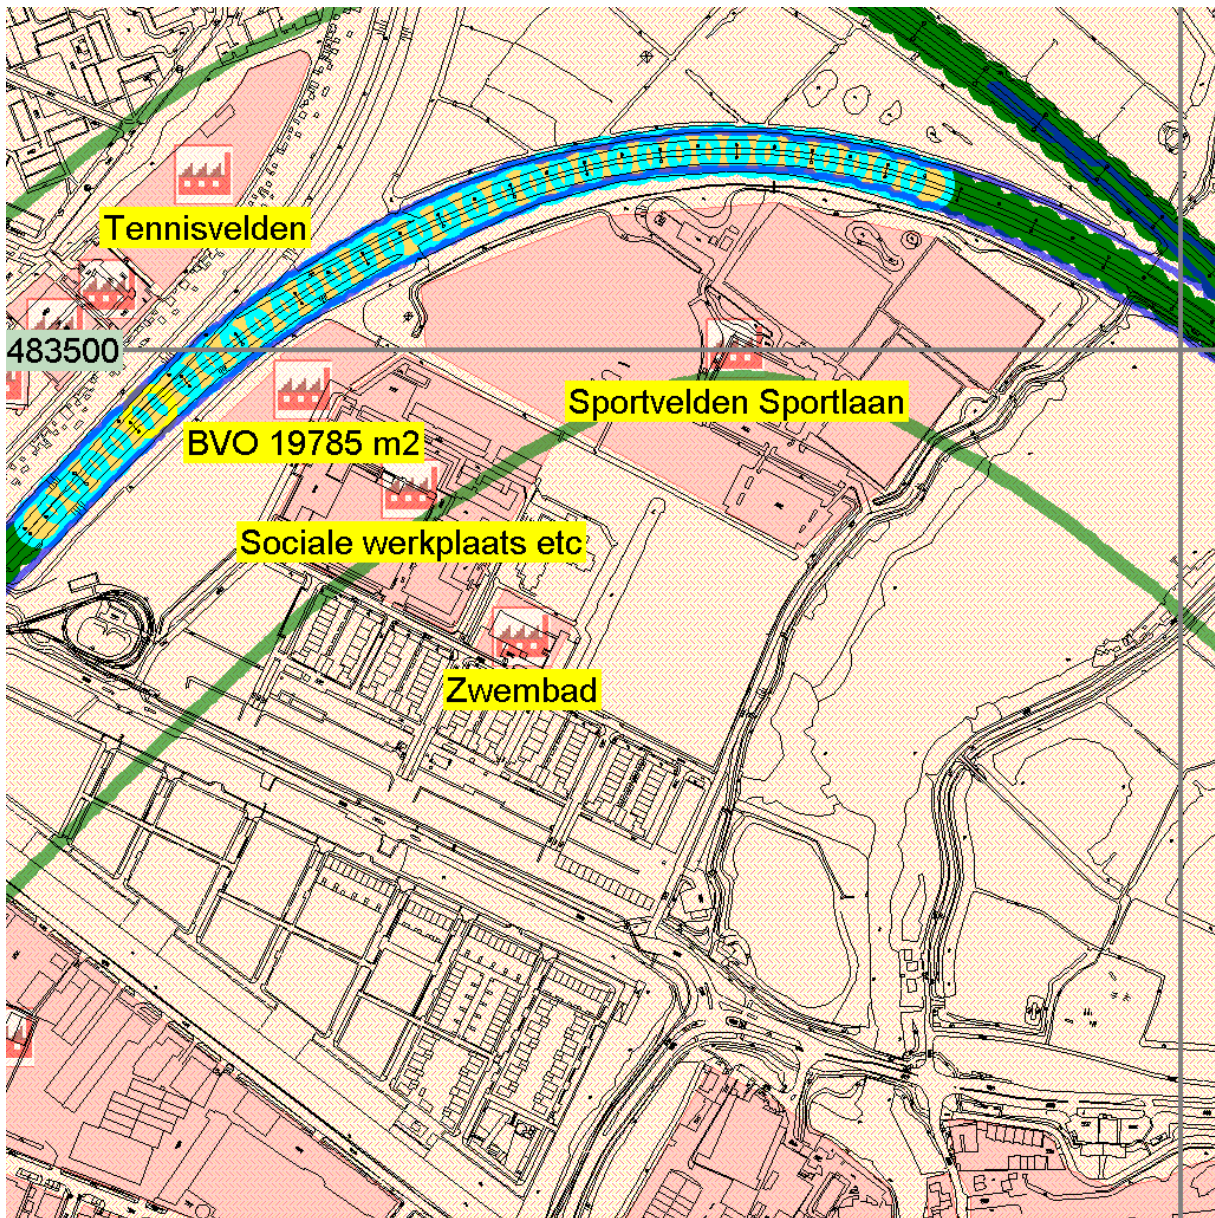 Tennisvelden
483500
Sportvelden Sportlaan
BVO 19785 m2
Sociale werkplaats etc
Zwembad